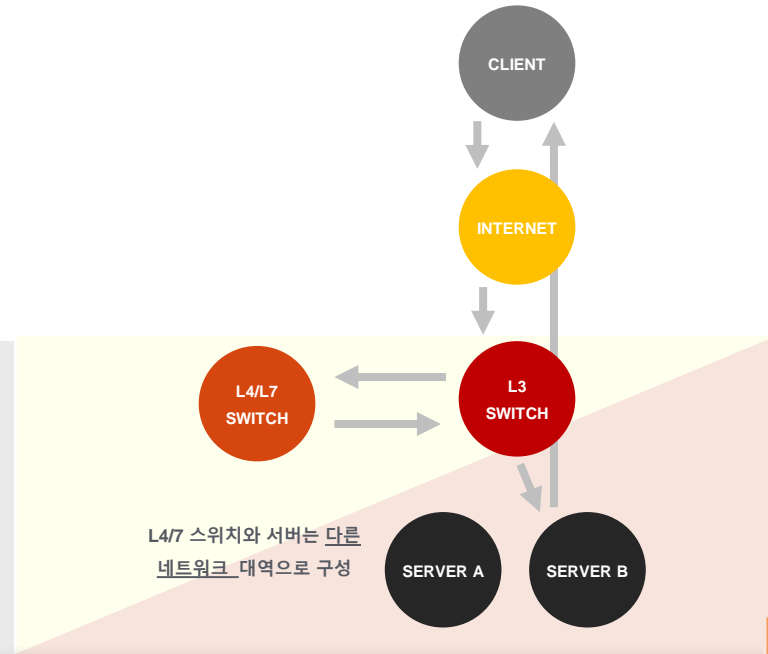 CLIENT
INTERNET
L4/L7
SWITCH
L3
SWITCH
L4/7 스위치와 서버는 다른
네트워크 대역으로 구성
SERVER A
SERVER B